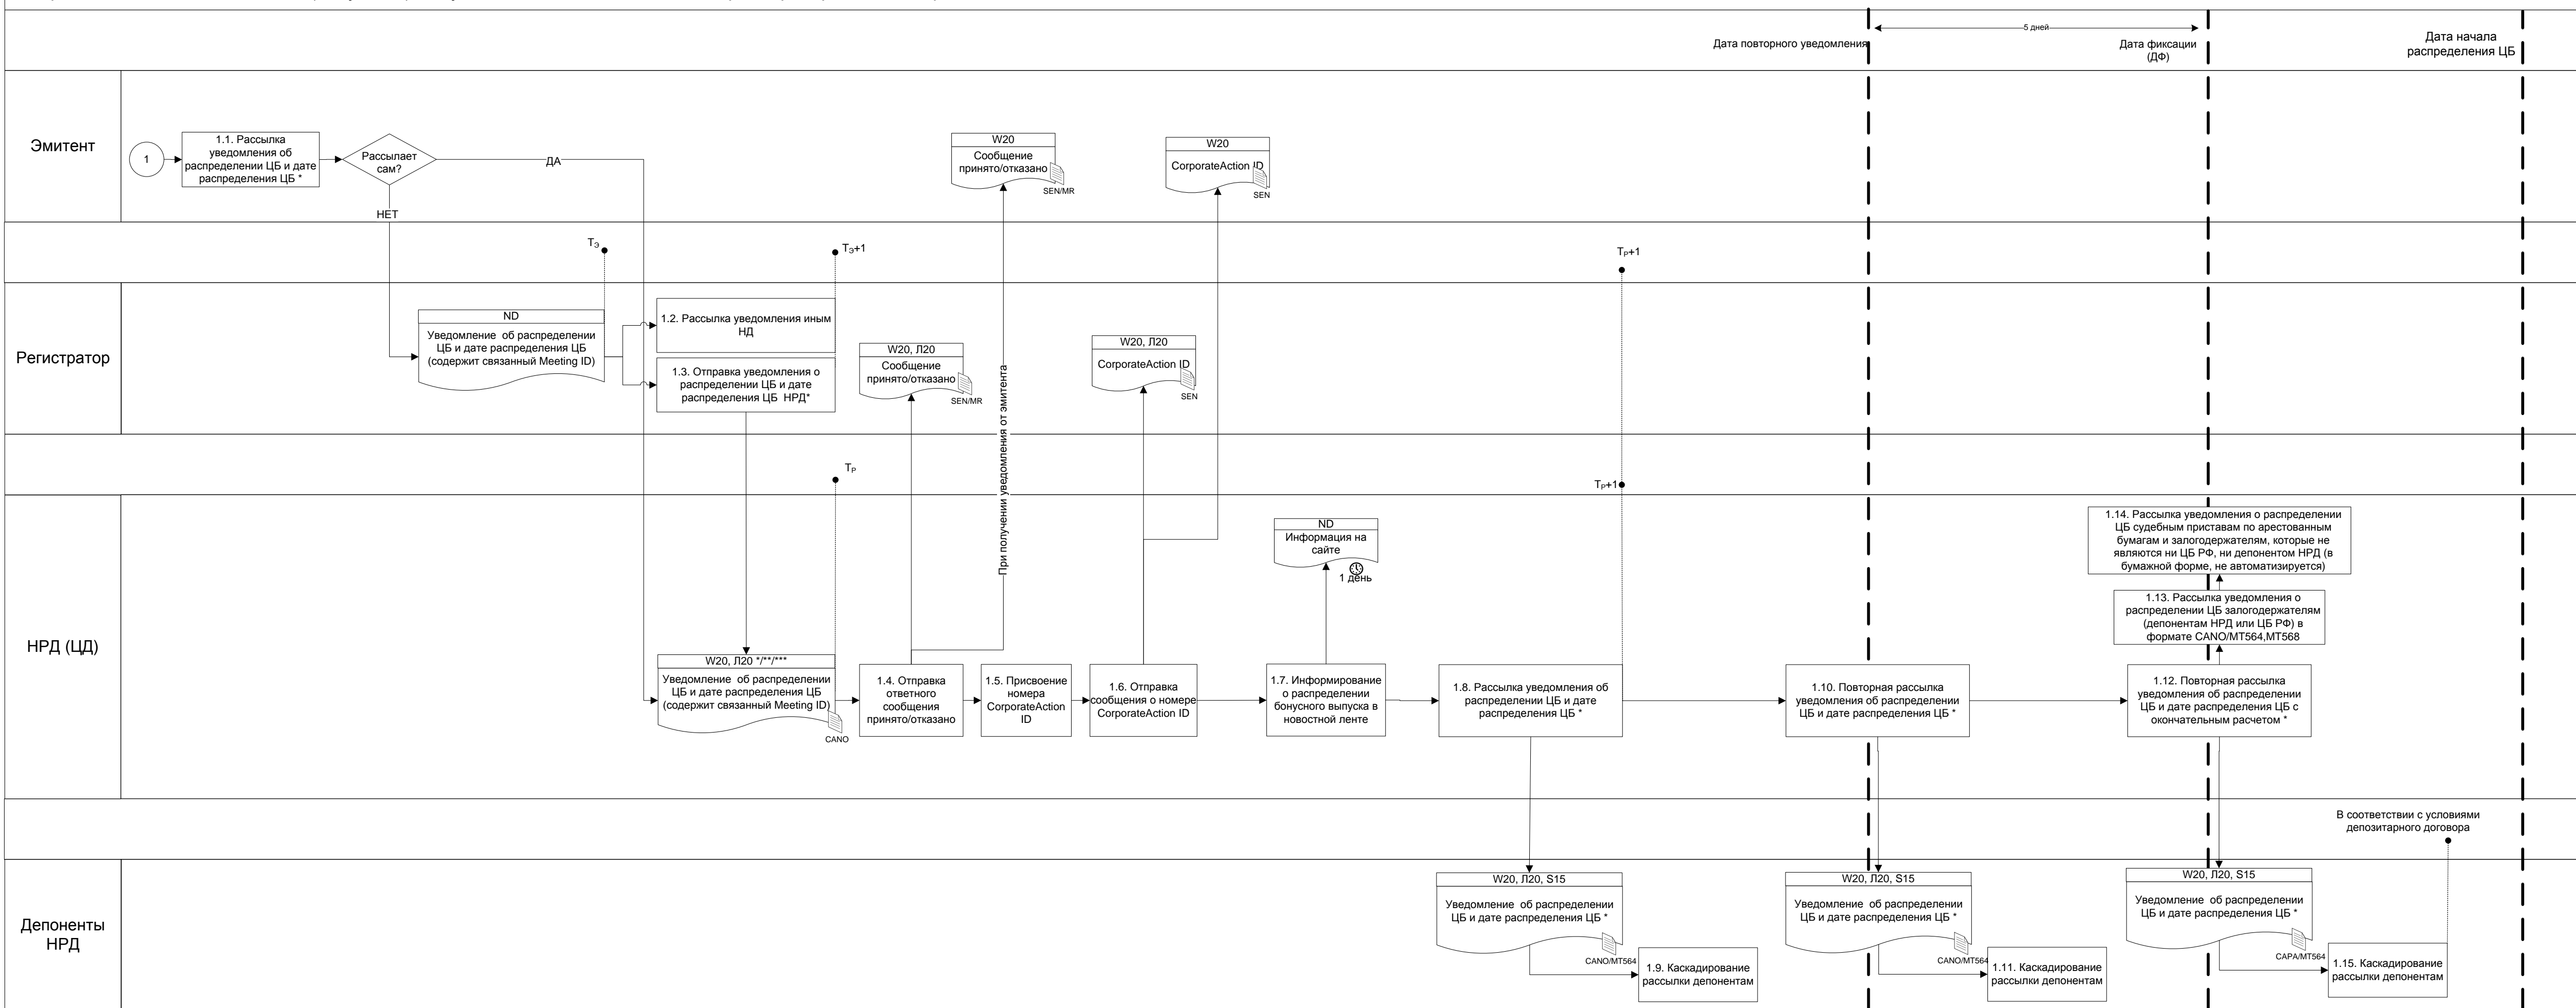 5 дней
Дата повторного уведомления
Дата фиксации
(ДФ)
Дата начала
распределения ЦБ
Эмитент
1
1.1. Рассылка
уведомления об
распределении ЦБ и дате
распределения ЦБ *
Рассылает
сам?
ДА
НЕТ
W20
Сообщение
принято/отказано
SEN/MR
W20
CorporateAction ID
SEN
TЭ
TЭ+1
TР+1
Регистратор
ND
Уведомление об распределении
ЦБ и дате распределения ЦБ
(содержит связанный Meeting ID)
1.2. Рассылка уведомления иным
НД
1.3. Отправка уведомления о
распределении ЦБ и дате
распределения ЦБ НРД*
W20, Л20
Сообщение
принято/отказано
SEN/MR
При получении уведомления от эмитента
W20, Л20
CorporateAction ID
SEN
TР
TР+1
НРД (ЦД)
W20, Л20 */**/***
Уведомление об распределении
ЦБ и дате распределения ЦБ
(содержит связанный Meeting ID)
CANO
1.4. Отправка
ответного
сообщения
принято/отказано
1.5. Присвоение
номера
CorporateAction
ID
1.6. Отправка
сообщения о номере
CorporateAction ID
ND
Информация на
сайте
1 день
1.7. Информирование
о распределении
бонусного выпуска в
новостной ленте
1.8. Рассылка уведомления об
распределении ЦБ и дате
распределения ЦБ *
1.10. Повторная рассылка
уведомления об распределении
ЦБ и дате распределения ЦБ *
1.14. Рассылка уведомления о распределении
ЦБ судебным приставам по арестованным
бумагам и залогодержателям, которые не
являются ни ЦБ РФ, ни депонентом НРД (в
бумажной форме, не автоматизируется)
1.13. Рассылка уведомления о
распределении ЦБ залогодержателям
(депонентам НРД или ЦБ РФ) в
формате CANO/MT564,MT568
1.12. Повторная рассылка
уведомления об распределении
ЦБ и дате распределения ЦБ с
окончательным расчетом *
В соответствии с условиями
депозитарного договора
Депоненты
НРД
W20, Л20, S15
Уведомление об распределении
ЦБ и дате распределения ЦБ *
CANO/MT564
1.9. Каскадирование
рассылки депонентам
W20, Л20, S15
Уведомление об распределении
ЦБ и дате распределения ЦБ *
CANO/MT564
1.11. Каскадирование
рассылки депонентам
W20, Л20, S15
Уведомление об распределении
ЦБ и дате распределения ЦБ *
CAPA/MT564
1.15. Каскадирование
рассылки депонентам